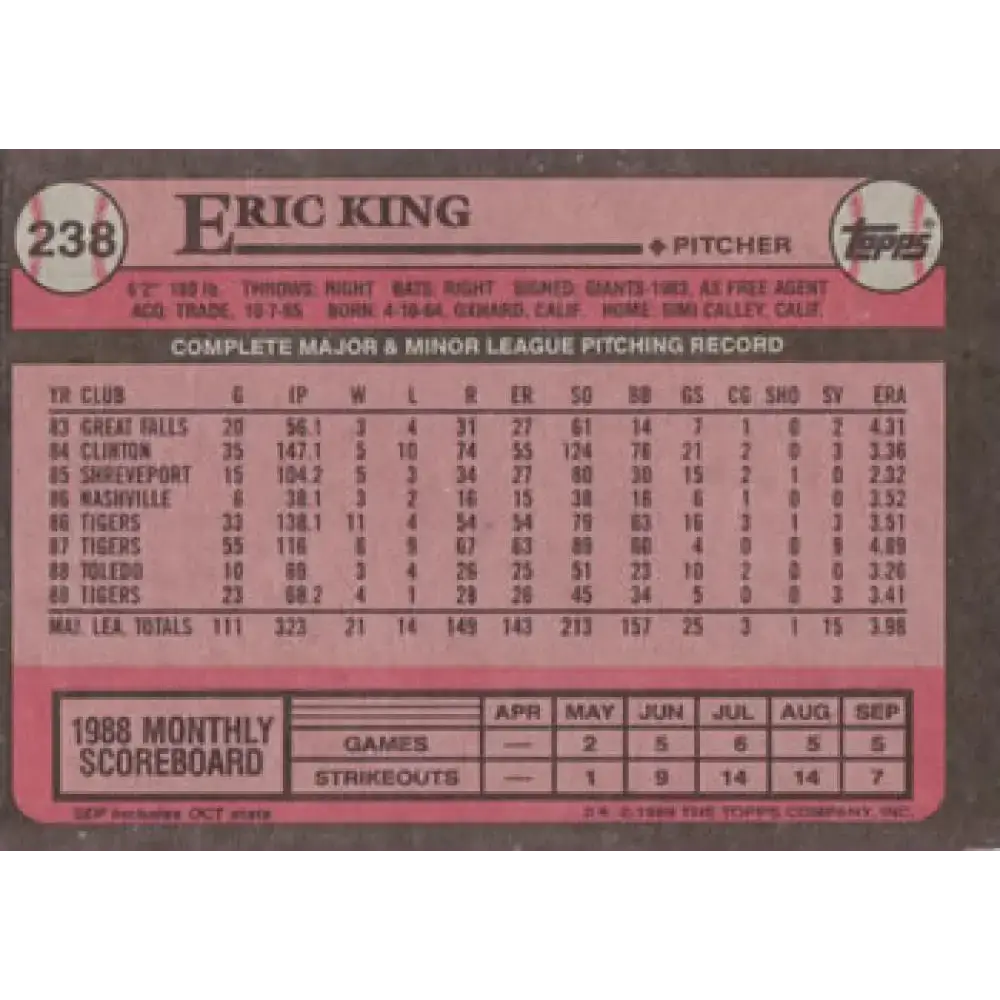 238
ERIC KING
PITCHER
Topps
6'2" 180 lb. THROWS: RIGHT BATS: RIGHT SIGNED: GIANTS-1983, AS FREE AGENT
ACQ. TRADE, 10-7-85 BORN: 4-10-64, OXNARD, CALIF. HOME: SIMI CALLEY, CALIF.
COMPLETE MAJOR & MINOR LEAGUE PITCHING RECORD
YR CLUB G IP W L R ER SO BB GS CG SHO SV ERA
83 GREAT FALLS 20 56.1 3 4 31 27 61 14 7 1 0 2 4.31
84 CLINTON 35 147.1 5 10 74 55 124 76 21 2 0 3 3.36
85 SHREVEPORT 15 104.2 5 3 34 27 80 30 15 2 1 0 2.32
86 NASHVILLE 6 38.1 3 2 16 15 38 16 6 1 0 0 3.52
86 TIGERS 33 138.1 11 4 54 54 79 63 16 3 1 3 3.51
87 TIGERS 55 116 6 9 67 63 89 60 4 0 0 9 4.89
88 TOLEDO 10 69 3 4 26 25 51 23 10 2 0 0 3.26
88 TIGERS 23 68.2 4 1 28 26 45 34 5 0 0 3 3.41
MAJ. LEA. TOTALS 111 323 21 14 149 143 213 157 25 3 1 15 3.98
1988 MONTHLY
SCOREBOARD
APR MAY JUN JUL AUG SEP
GAMES — 2 5 6 5 5
STRIKEOUTS — 1 9 14 14 7
SEP includes OCT stats
© 1989 THE TOPPS COMPANY, INC.